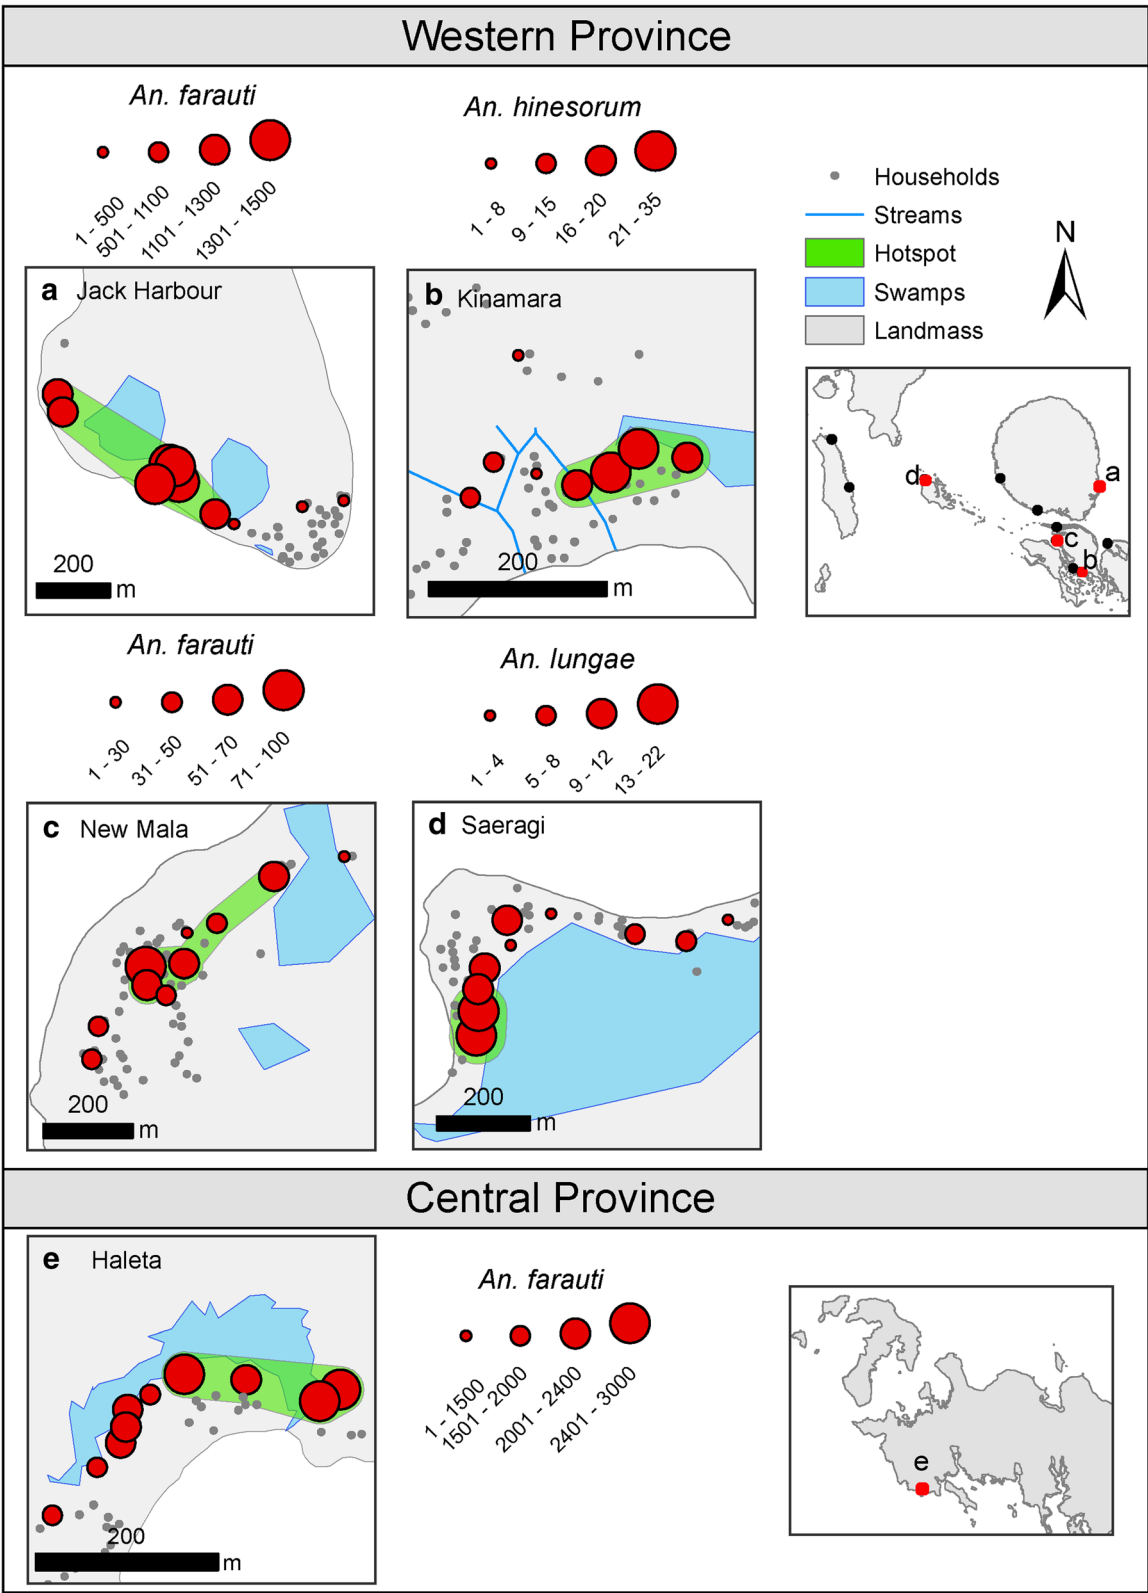 Western Province
An. farauti
1 - 500
501 - 1100
1101 - 1300
1301 - 1500
An. hinesorum
1 - 8
9 - 15
16 - 20
21 - 35
Households
Streams
Hotspot
Swamps
Landmass
N
a Jack Harbour
200
m
b Kinamara
200
m
d
a
c
b
An. farauti
1 - 30
31 - 50
51 - 70
71 - 100
An. lungae
1 - 4
5 - 8
9 - 12
13 - 22
c New Mala
200
m
d Saeragi
200
m
Central Province
e Haleta
200
m
An. farauti
1 - 1500
1501 - 2000
2001 - 2400
2401 - 3000
e